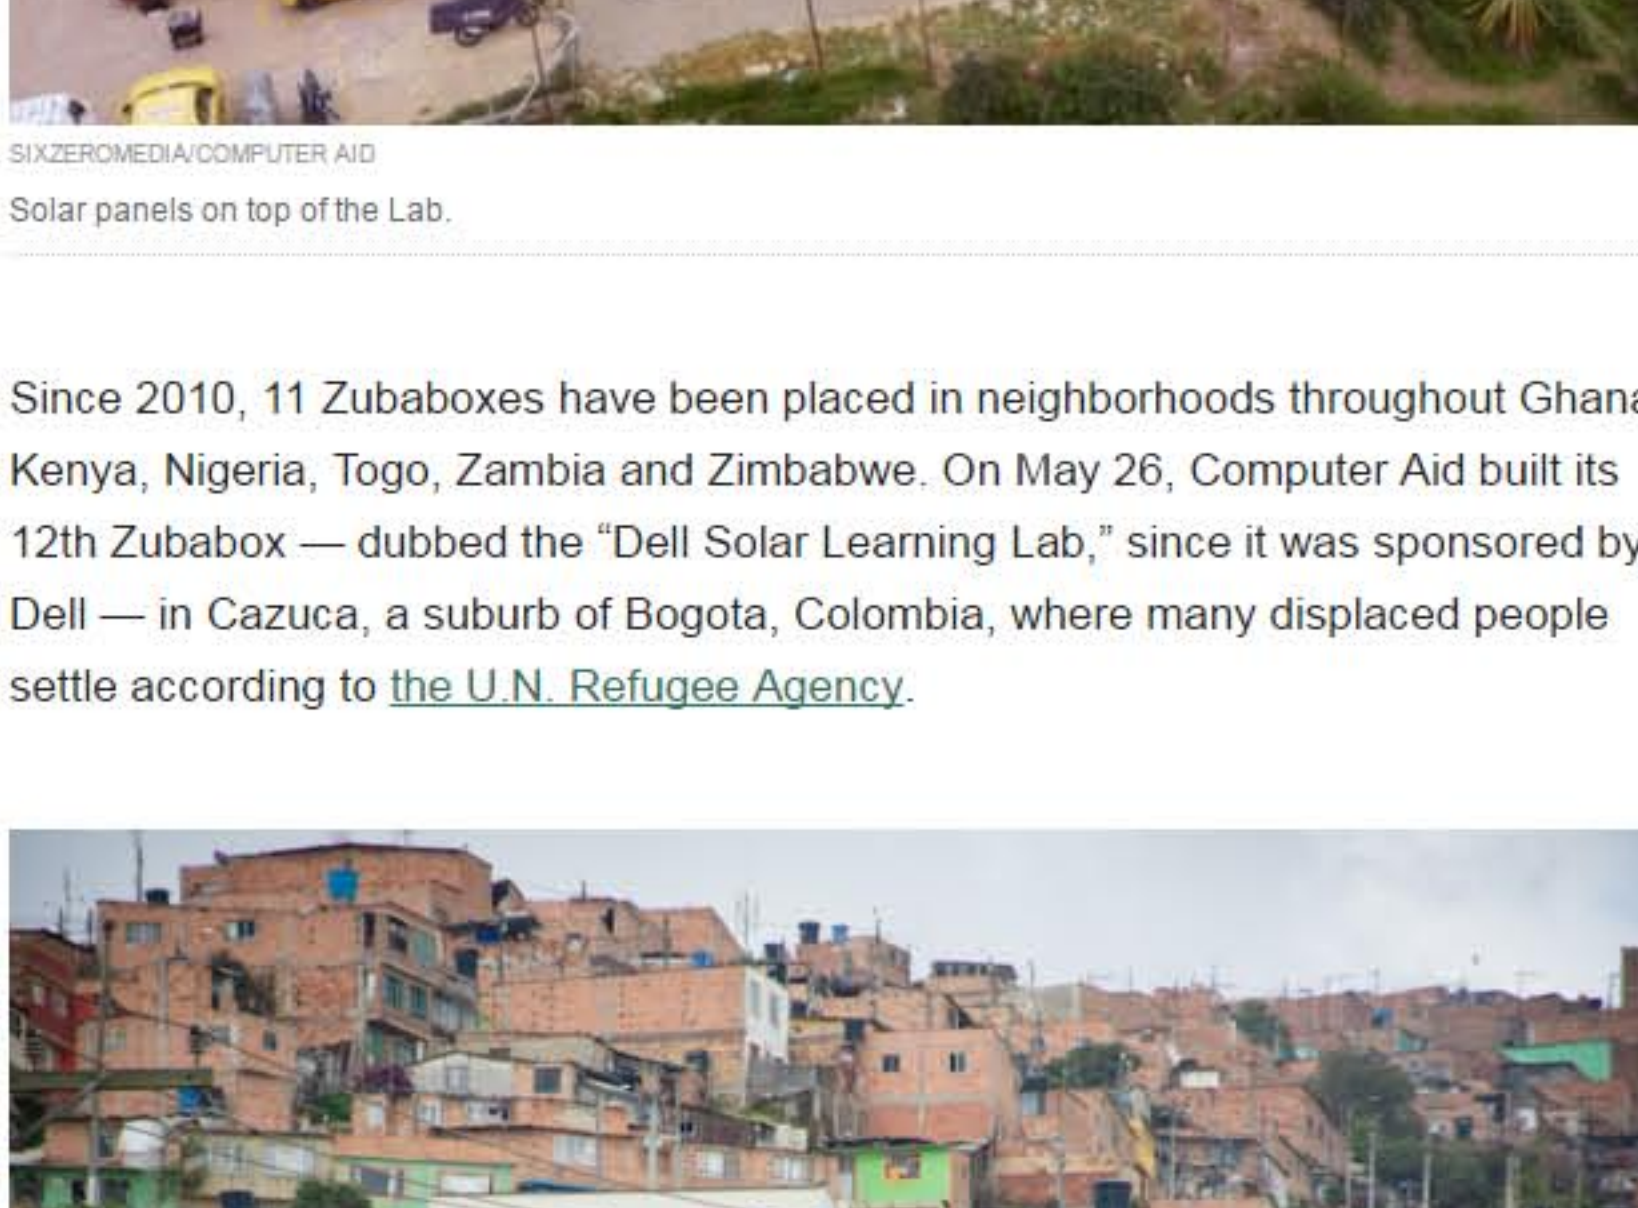 SIXZEROMEDIA/COMPUTER AID
Solar panels on top of the Lab.
Since 2010, 11 Zubaboxes have been placed in neighborhoods throughout Ghana
Kenya, Nigeria, Togo, Zambia and Zimbabwe. On May 26, Computer Aid built its
12th Zubabox — dubbed the “Dell Solar Learning Lab,” since it was sponsored by
Dell — in Cazuca, a suburb of Bogota, Colombia, where many displaced people
settle according to the U.N. Refugee Agency.